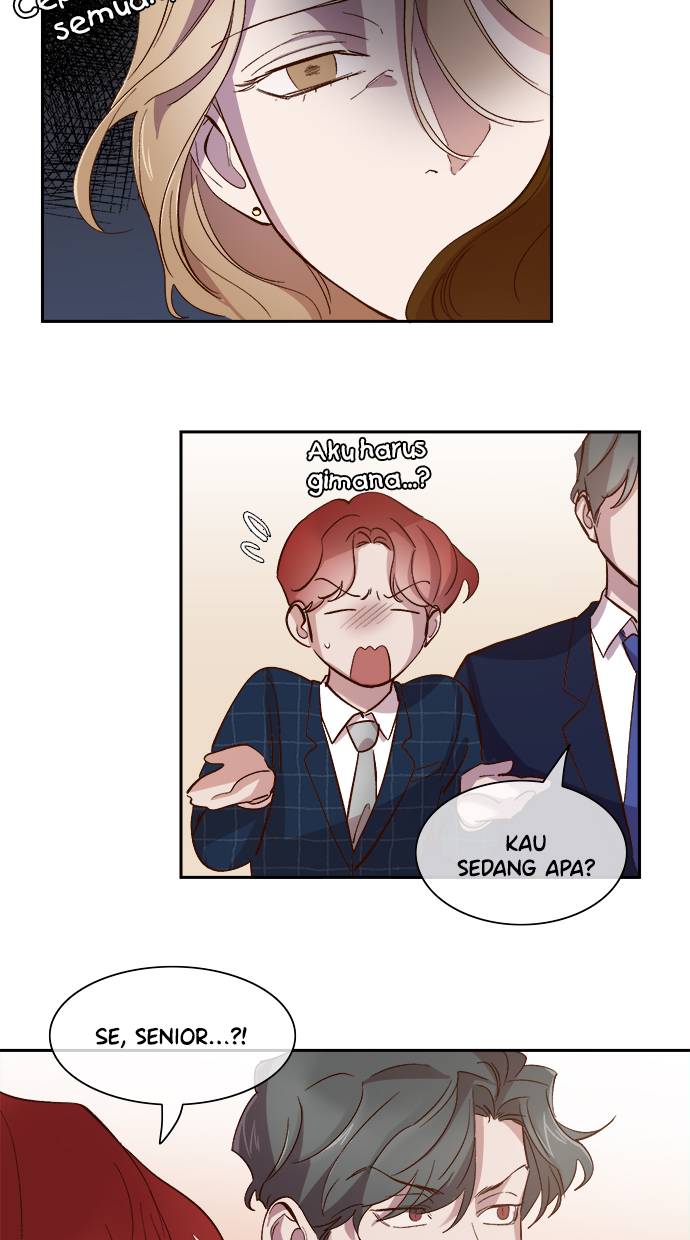 semua
Aku harus
gimana...?
KAU
SEDANG APA?
SE, SENIOR...?!